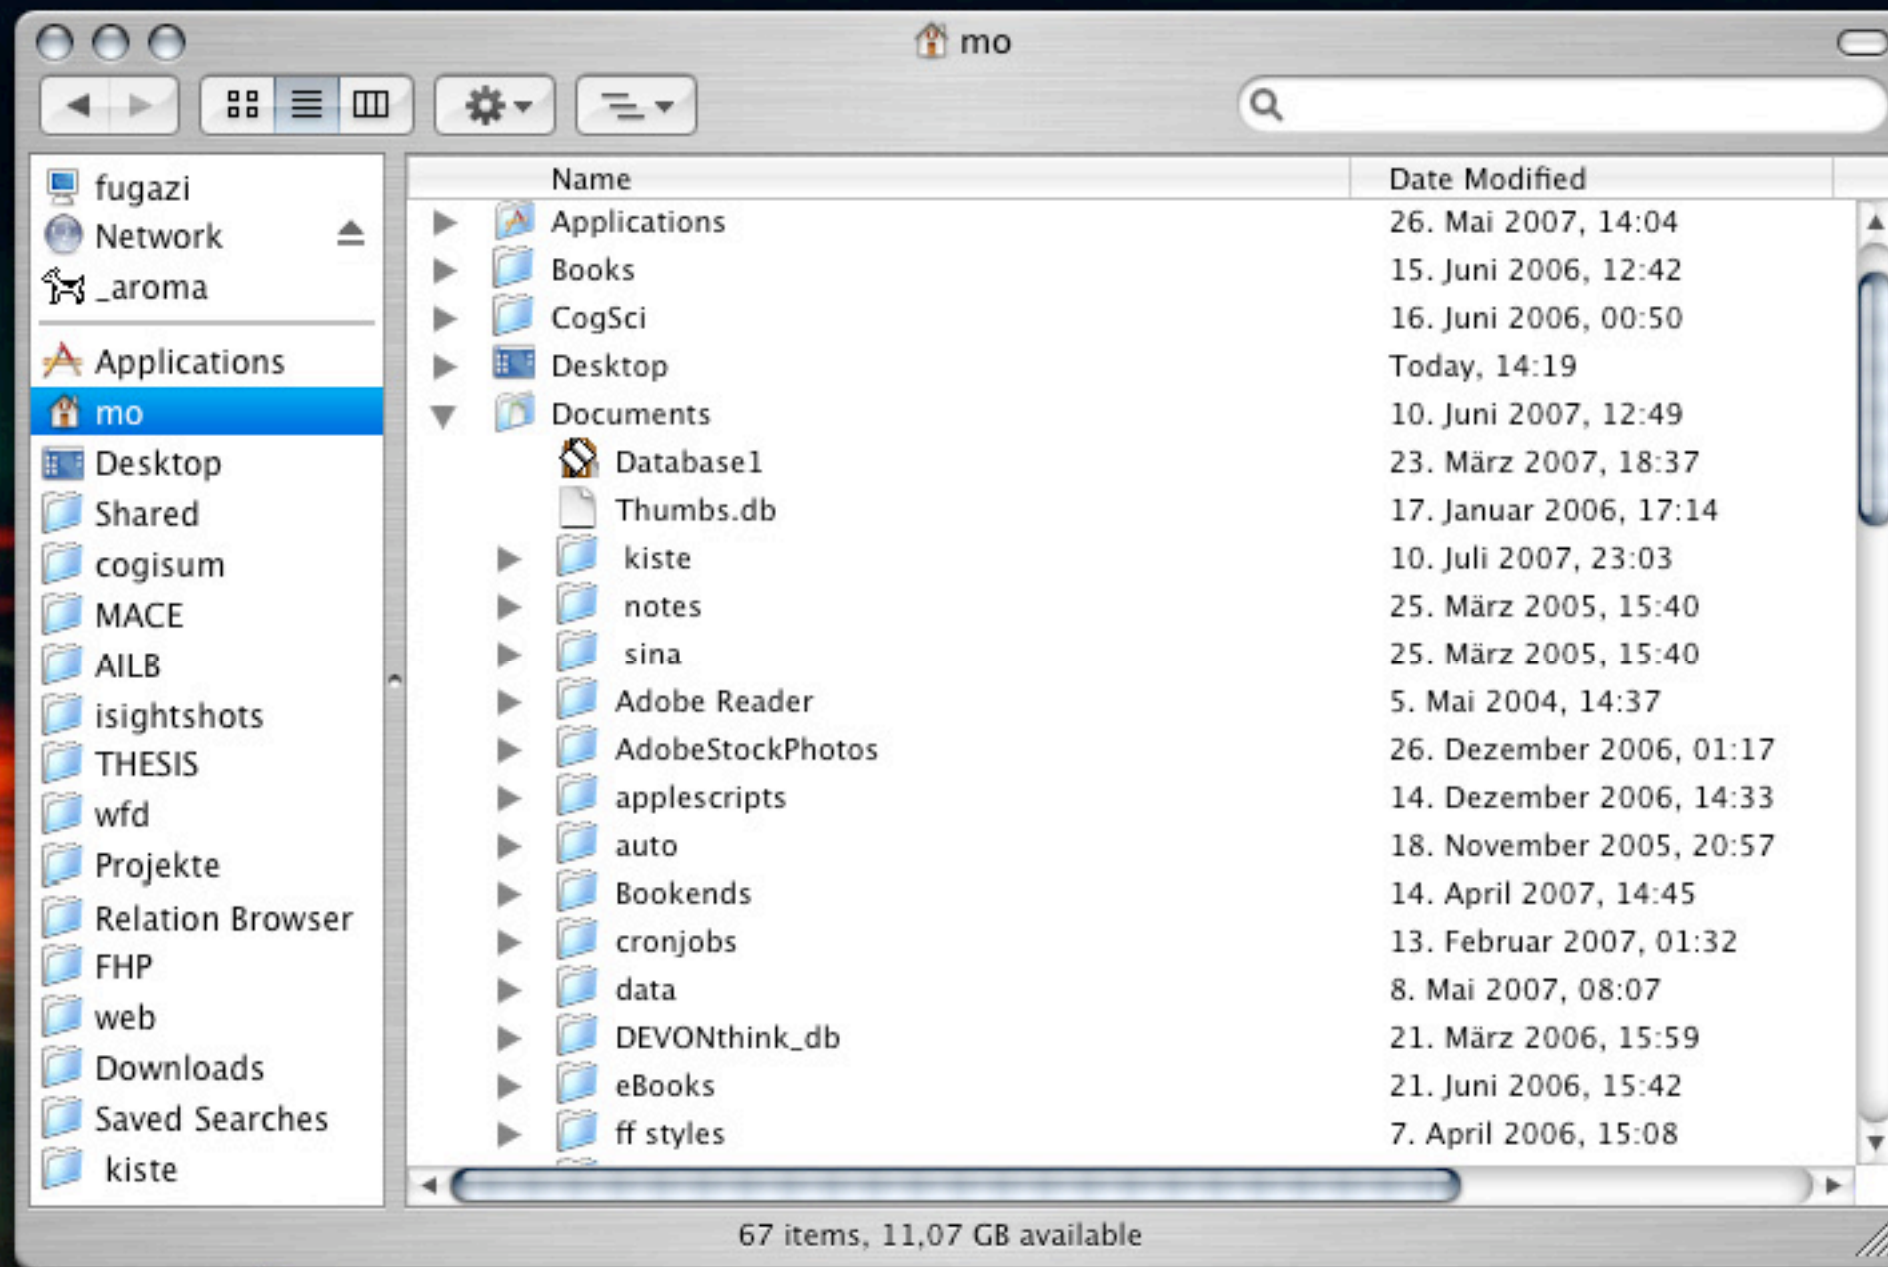 mo
fugazi
Network
_aroma
Applications
mo
Desktop
Shared
cogisum
MACE
AILB
isightshots
THESIS
wfd
Projekte
Relation Browser
FHP
web
Downloads
Saved Searches
kiste
Name Date Modified
Applications 26. Mai 2007, 14:04
Books 15. Juni 2006, 12:42
CogSci 16. Juni 2006, 00:50
Desktop Today, 14:19
Documents 10. Juni 2007, 12:49
Database1 23. März 2007, 18:37
Thumbs.db 17. Januar 2006, 17:14
kiste 10. Juli 2007, 23:03
notes 25. März 2005, 15:40
sina 25. März 2005, 15:40
Adobe Reader 5. Mai 2004, 14:37
AdobeStockPhotos 26. Dezember 2006, 01:17
applescripts 14. Dezember 2006, 14:33
auto 18. November 2005, 20:57
Bookends 14. April 2007, 14:45
cronjobs 13. Februar 2007, 01:32
data 8. Mai 2007, 08:07
DEVONthink_db 21. März 2006, 15:59
eBooks 21. Juni 2006, 15:42
ff styles 7. April 2006, 15:08
67 items, 11,07 GB available